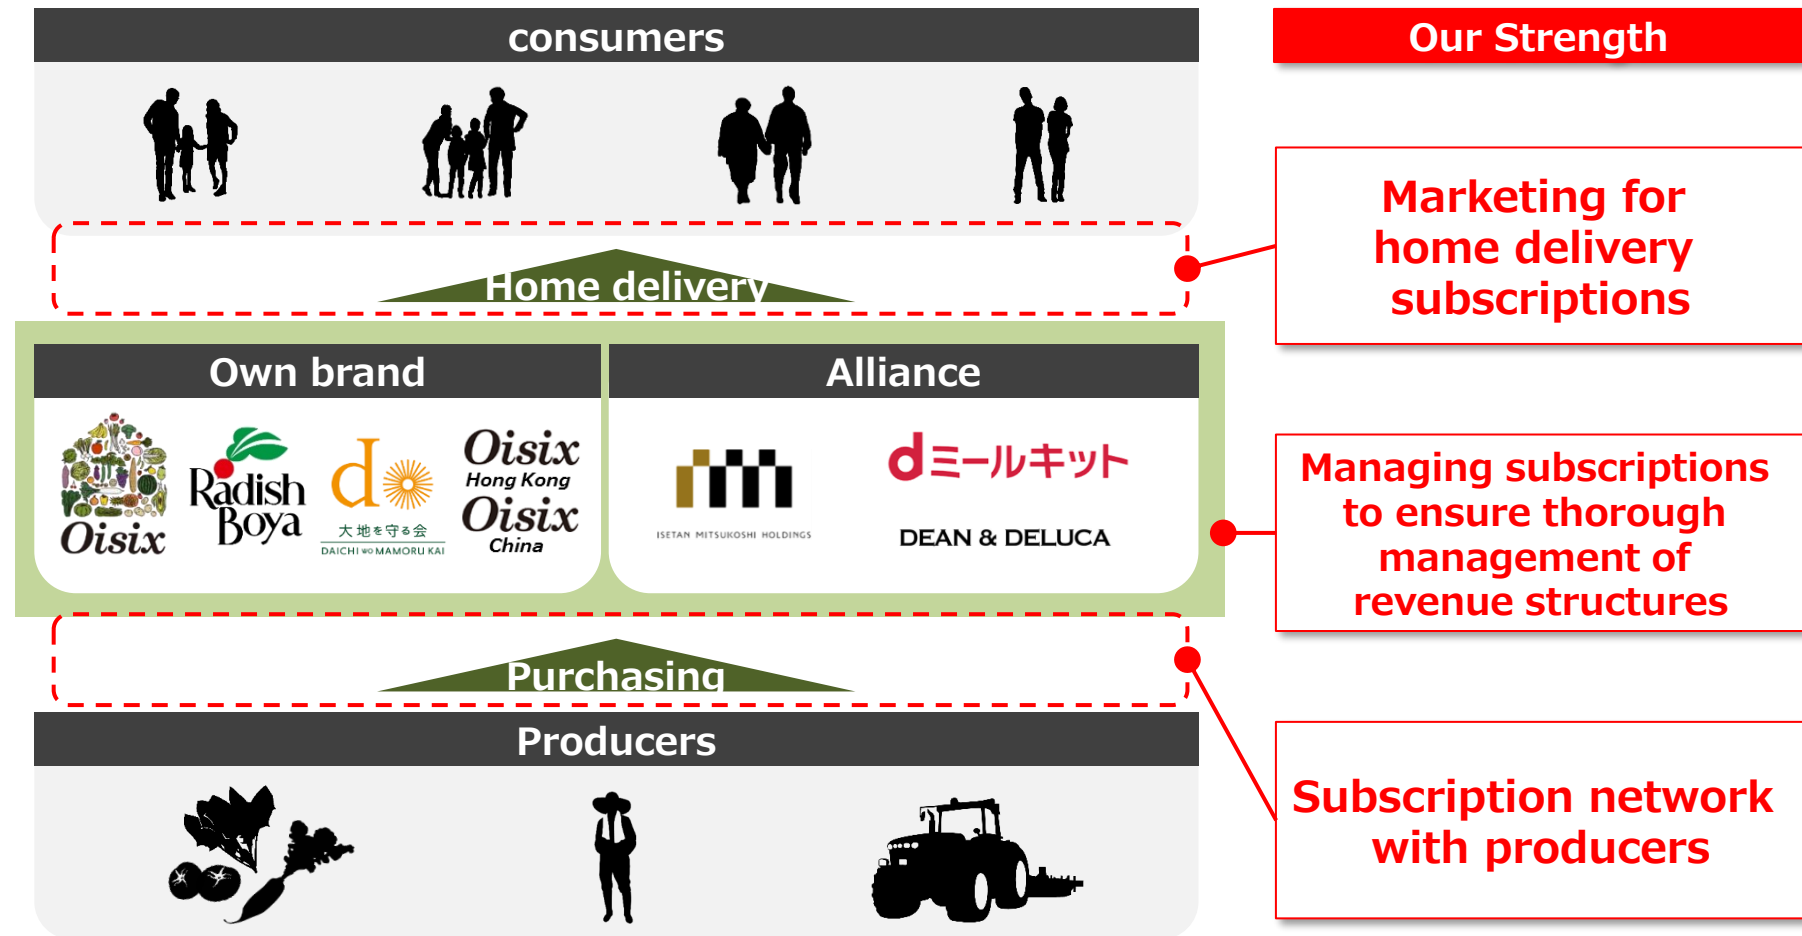 consumers
Home delivery
Own brand
Oisix
Radish
Boya
d
大地を守る会
DAICHI WO MAMORU KAI
Oisix
Hong Kong
Oisix
China
Alliance
ISETAN MITSUKOSHI HOLDINGS
dミールキット
DEAN & DELUCA
Purchasing
Producers
Our Strength
Marketing for
home delivery
subscriptions
Managing subscriptions
to ensure thorough
management of
revenue structures
Subscription network
with producers